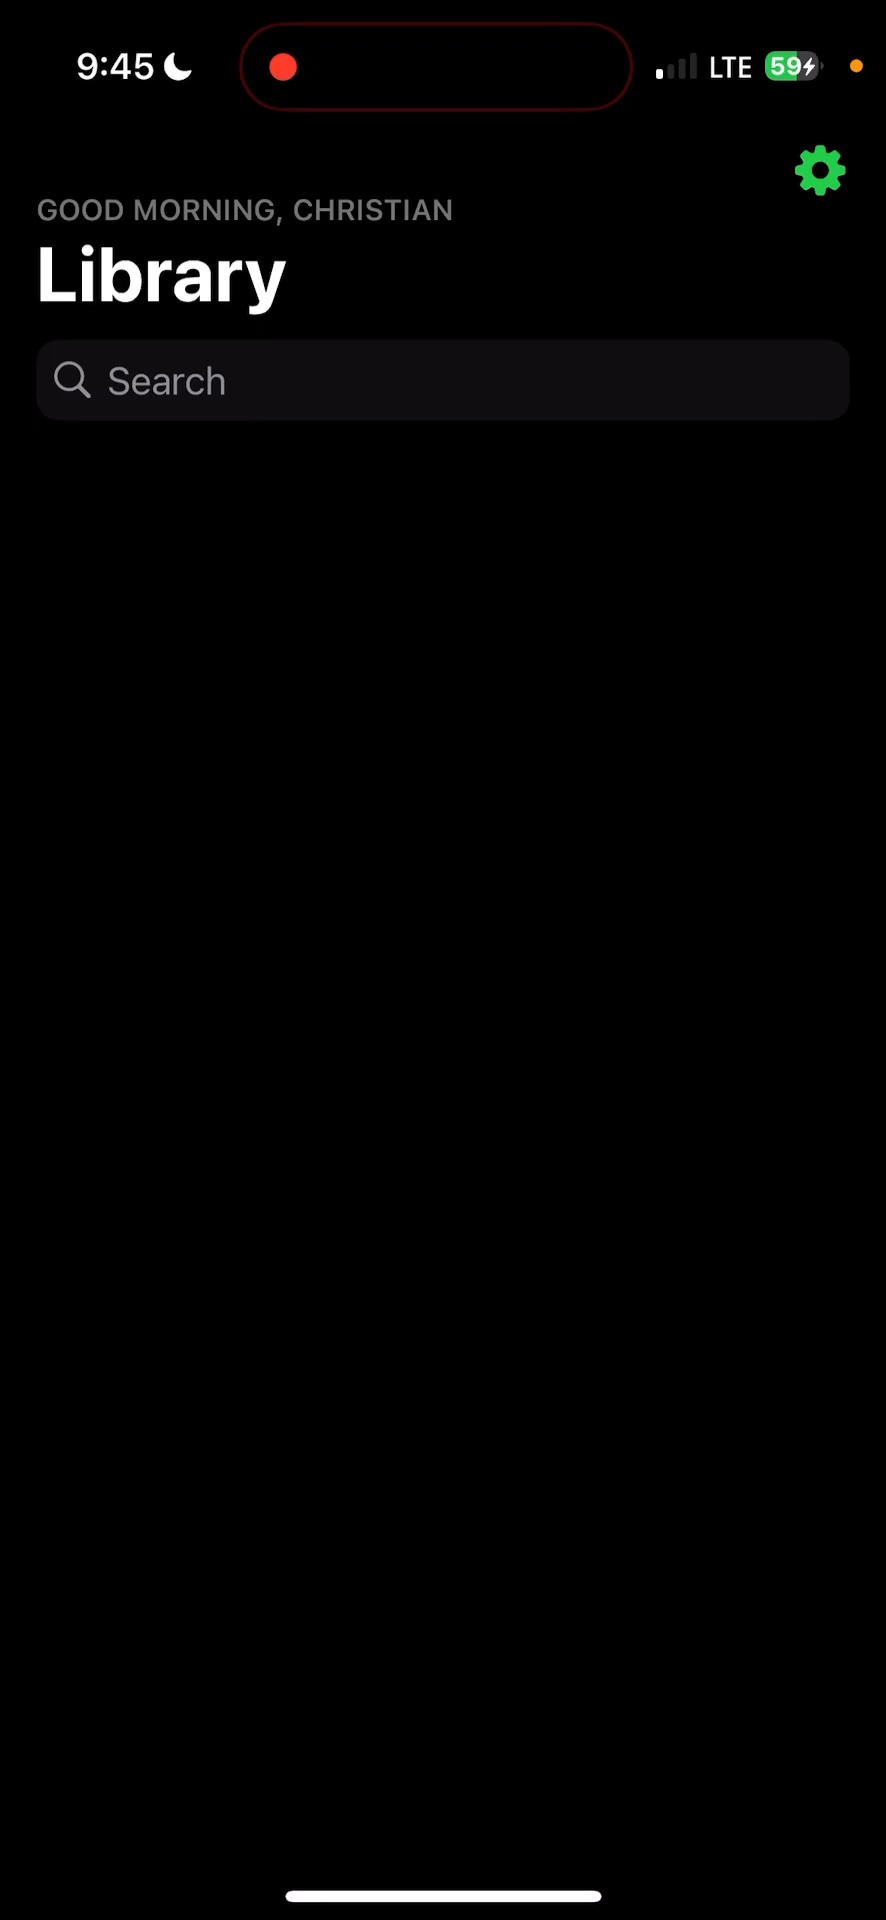 9:45
LTE
59
GOOD MORNING, CHRISTIAN
Library
Search